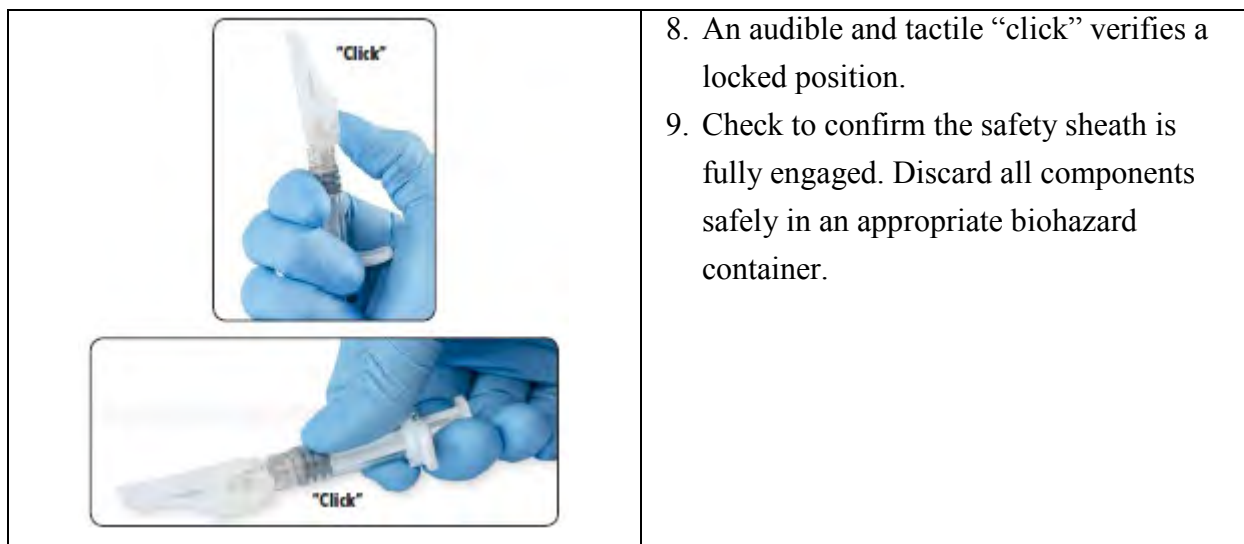 "Click"
"Click"
8. An audible and tactile “click” verifies a
locked position.
9. Check to confirm the safety sheath is
fully engaged. Discard all components
safely in an appropriate biohazard
container.